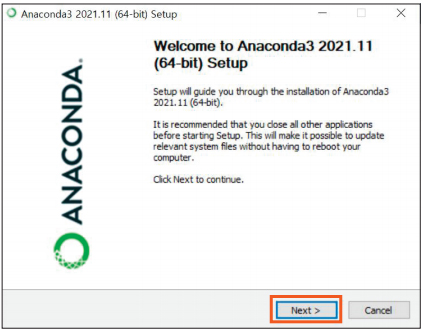 Anaconda3 2021.11 (64-bit) Setup
Welcome to Anaconda3 2021.11
(64-bit) Setup
Setup will guide you through the installation of Anaconda3
2021.11 (64-bit).
It is recommended that you close all other applications
before starting Setup. This will make it possible to update
relevant system files without having to reboot your
computer.
Click Next to continue.
ANACONDA.
Next >
Cancel